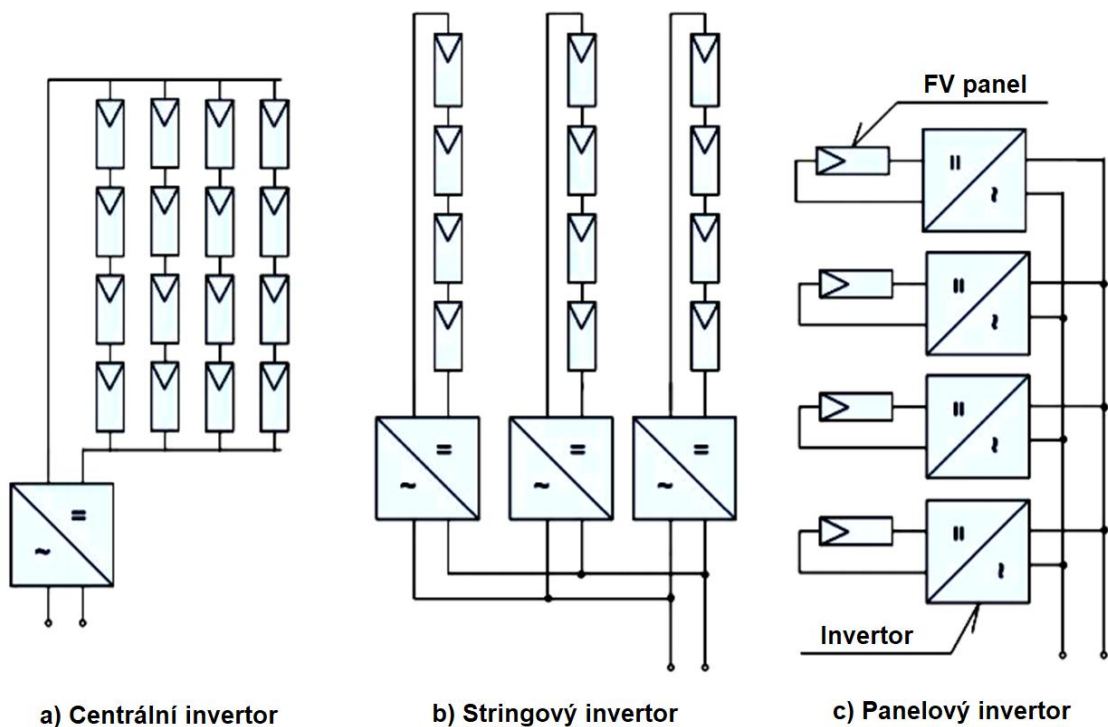 FV panel
Invertor
a) Centrální invertor
b) Stringový invertor
c) Panelový invertor